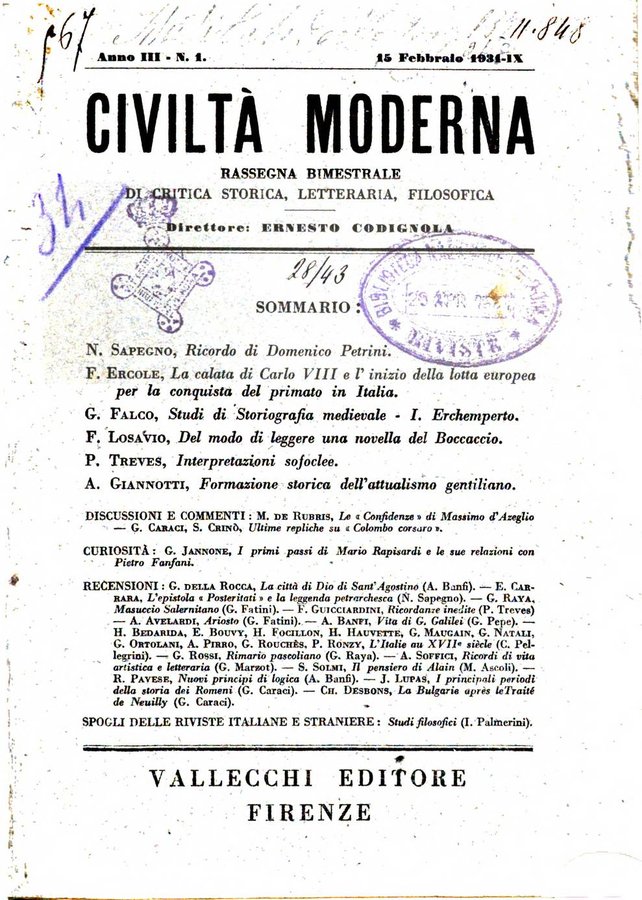 p67
11.848
Anno III - N. 1.
15 Febbraio 1931-IX
CIVILTÀ MODERNA
RASSEGNA BIMESTRALE
DI CRITICA STORICA, LETTERARIA, FILOSOFICA
Direttore: ERNESTO CODIGNOLA
34
28/43
BIBLIOTECA NAZIONALE
RIVISTE
SOMMARIO:
N. SAPEGNO, Ricordo di Domenico Petrini.
F. ERCOLE, La calata di Carlo VIII e l' inizio della lotta europea
per la conquista del primato in Italia.
G. FALCO, Studi di Storiografia medievale - I. Erchemperto.
F. LOSAVIO, Del modo di leggere una novella del Boccaccio.
P. TREVES, Interpretazioni sofoclee.
A. GIANNOTTI, Formazione storica dell'attualismo gentiliano.
DISCUSSIONI E COMMENTI : M. DE RUBRIS, Le « Confidenze » di Massimo d'Azeglio
— G. CARACI, S. CRINÒ, Ultime repliche su « Colombo corsaro ».
CURIOSITÀ : G. JANNONE, I primi passi di Mario Rapisardi e le sue relazioni con
Pietro Fanfani.
RECENSIONI : G. DELLA ROCCA, La città di Dio di Sant'Agostino (A. Banfi). — E. CAR-
RARA, L'epistola « Posteritati » e la leggenda petrarchesca (N. Sapegno). — G. RAYA,
Masuccio Salernitano (G. Fatini). — F. GUICCIARDINI, Ricordanze inedite (P. Treves)
— A. AVELARDI, Ariosto (G. Fatini). — A. BANFI, Vita di G. Galilei (G. Pepe). —
H. BEDARIDA, E. BOUVY, H. FOCILLON, H. HAUVETTE, G. MAUGAIN, G. NATALI,
G. ORTOLANI, A. PIRRO, G. ROUCHÈS, P. RONZY, L'Italie au XVIIe siècle (C. Pel-
legrini). — G. ROSSI, Rimario pascoliano (G. Raya). — A. SOFFICI, Ricordi di vita
artistica e letteraria (G. Marzot). — S. SOLMI, Il pensiero di Alain (M. Ascoli). —
R. PAVESE, Nuovi principi di logica (A. Banfi). — J. LUPAS, I principali periodi
della storia dei Romeni (G. Caraci). — CH. DESBONS, La Bulgarie après le Traité
de Neuilly (G. Caraci).
SPOGLI DELLE RIVISTE ITALIANE E STRANIERE : Studi filosofici (I. Palmerini).
VALLECCHI EDITORE
FIRENZE